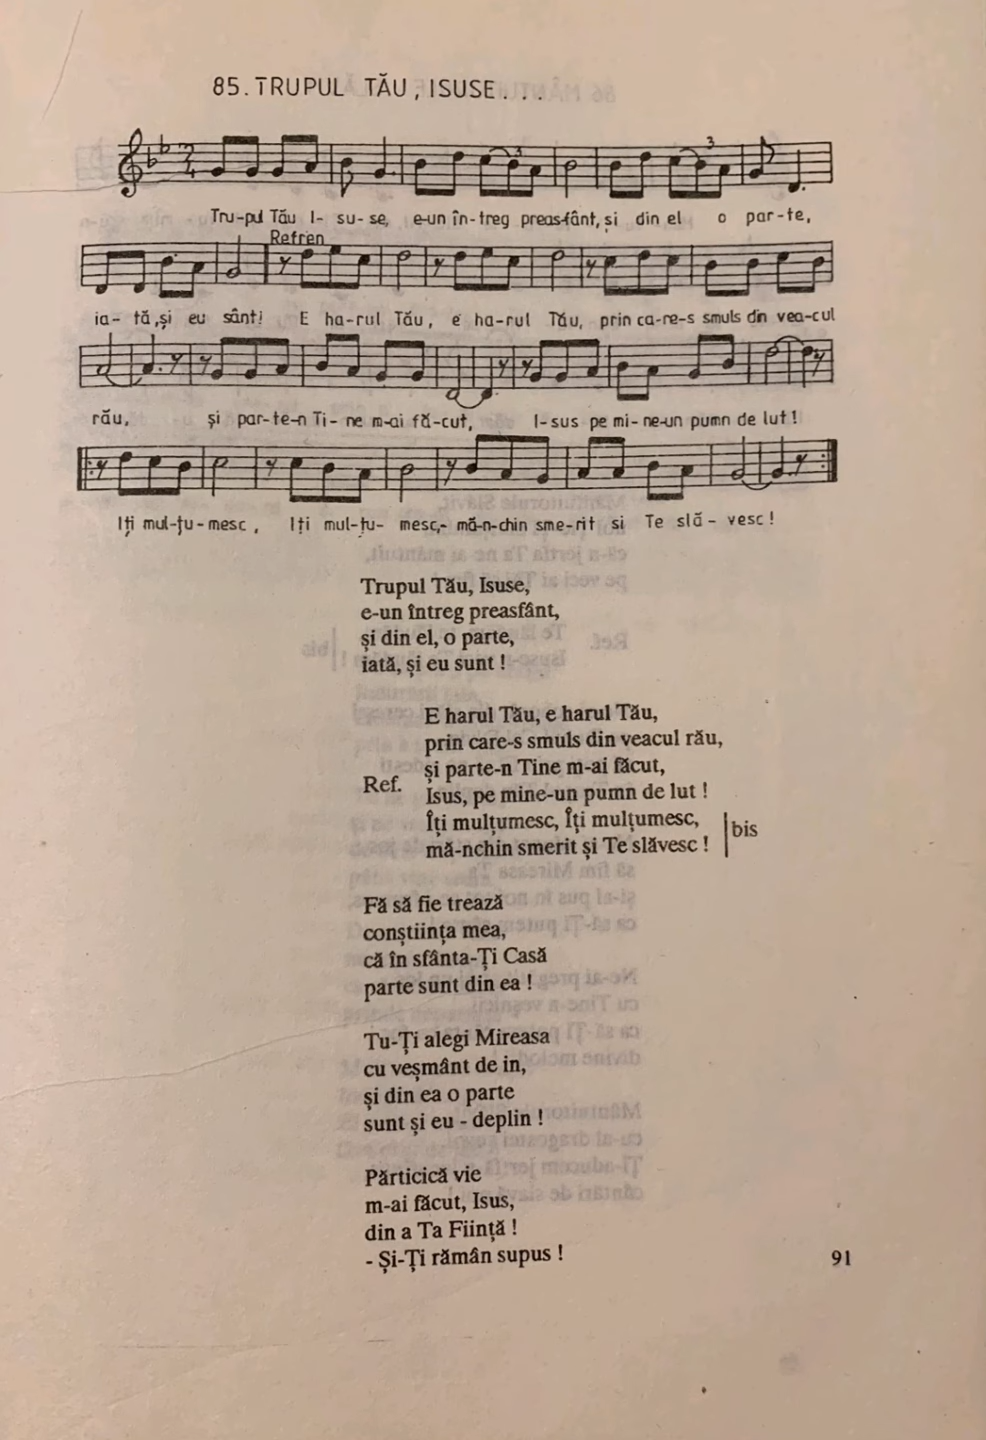 85. TRUPUL TĂU, ISUSE...
3 3
Tru-pul Tău I- su-se, e-un în-treg preasfânt, și din el o par-te,
Refren
ia-tă, și eu sânt! E ha-rul Tău, e ha-rul Tău, prin ca-re-s smuls din vea-cul
rău, și par-te-n Ti-ne m-ai fă-cut, I-sus pe mi-ne-un pumn de lut!
Iți mul-țu-mesc, Iți mul-țu-mesc,- mă-n-chin sme-rit si Te slă-vesc!
Trupul Tău, Isuse,
e-un întreg preasfânt,
și din el, o parte,
iată, și eu sunt !
E harul Tău, e harul Tău,
prin care-s smuls din veacul rău,
și parte-n Tine m-ai făcut,
Ref.
Isus, pe mine-un pumn de lut !
Îți mulțumesc, Îți mulțumesc,
bis
mă-nchin smerit și Te slăvesc !
Fă să fie trează
conștiința mea,
că în sfânta-Ți Casă
parte sunt din ea !
Tu-Ți alegi Mireasa
cu veșmânt de in,
și din ea o parte
sunt și eu - deplin !
Părticică vie
m-ai făcut, Isus,
din a Ta Ființă !
- Și-Ți rămân supus !
91